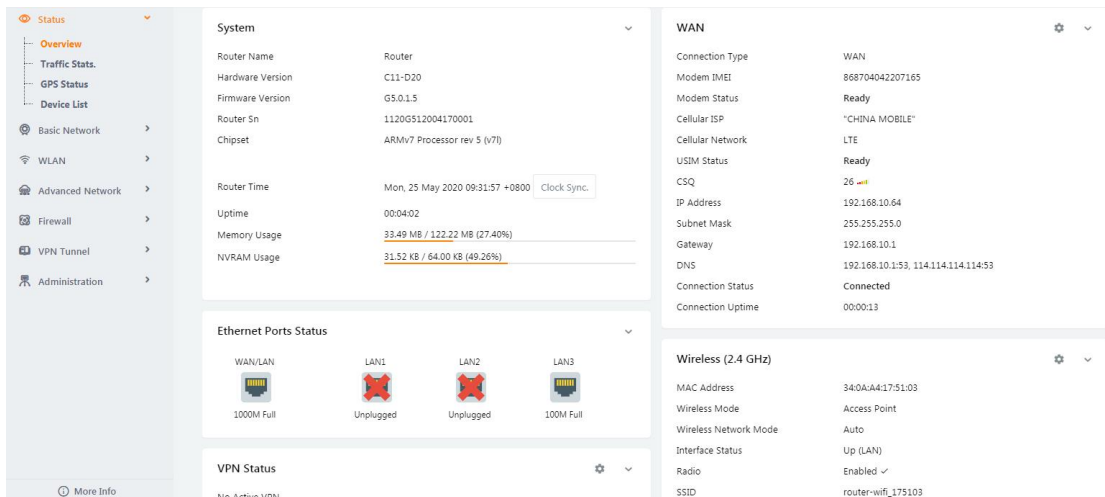 Status
Overview
Traffic Stats.
GPS Status
Device List
Basic Network
WLAN
Advanced Network
Firewall
VPN Tunnel
Administration
More Info
System
Router Name Router
Hardware Version C11-D20
Firmware Version G5.0.1.5
Router Sn 1120G512004170001
Chipset ARMv7 Processor rev 5 (v7l)
Router Time Mon, 25 May 2020 09:31:57 +0800 Clock Sync.
Uptime 00:04:02
Memory Usage 33.49 MB / 122.22 MB (27.40%)
NVRAM Usage 31.52 KB / 64.00 KB (49.26%)
Ethernet Ports Status
WAN/LAN LAN1 LAN2 LAN3
1000M Full Unplugged Unplugged 100M Full
VPN Status
No Active VPN
WAN
Connection Type WAN
Modem IMEI 868704042207165
Modem Status Ready
Cellular ISP "CHINA MOBILE"
Cellular Network LTE
USIM Status Ready
CSQ 26
IP Address 192.168.10.64
Subnet Mask 255.255.255.0
Gateway 192.168.10.1
DNS 192.168.10.1:53, 114.114.114.114:53
Connection Status Connected
Connection Uptime 00:00:13
Wireless (2.4 GHz)
MAC Address 34:0A:A4:17:51:03
Wireless Mode Access Point
Wireless Network Mode Auto
Interface Status Up (LAN)
Radio Enabled ✓
SSID router-wifi_175103